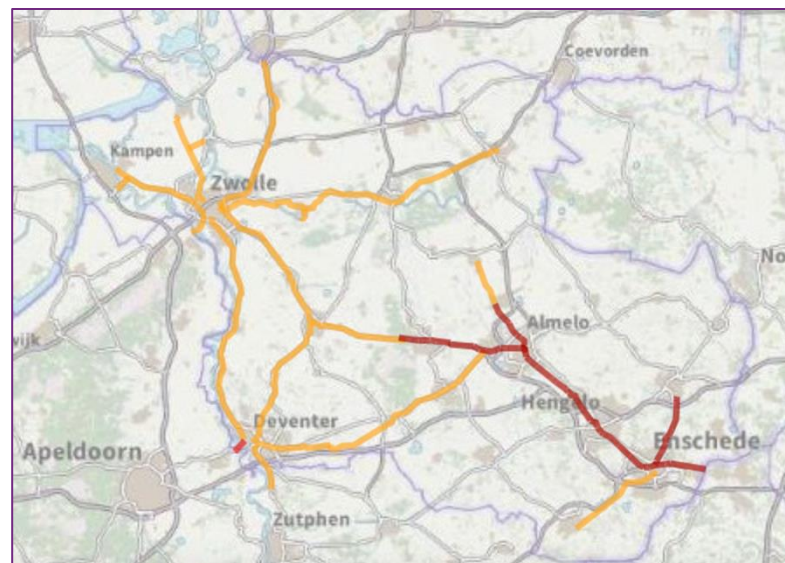 Coevorden
Kampen
Zwolle
No
wijk
Almelo
Hengelo
Deventer
Enschede
Apeldoorn
Zutphen